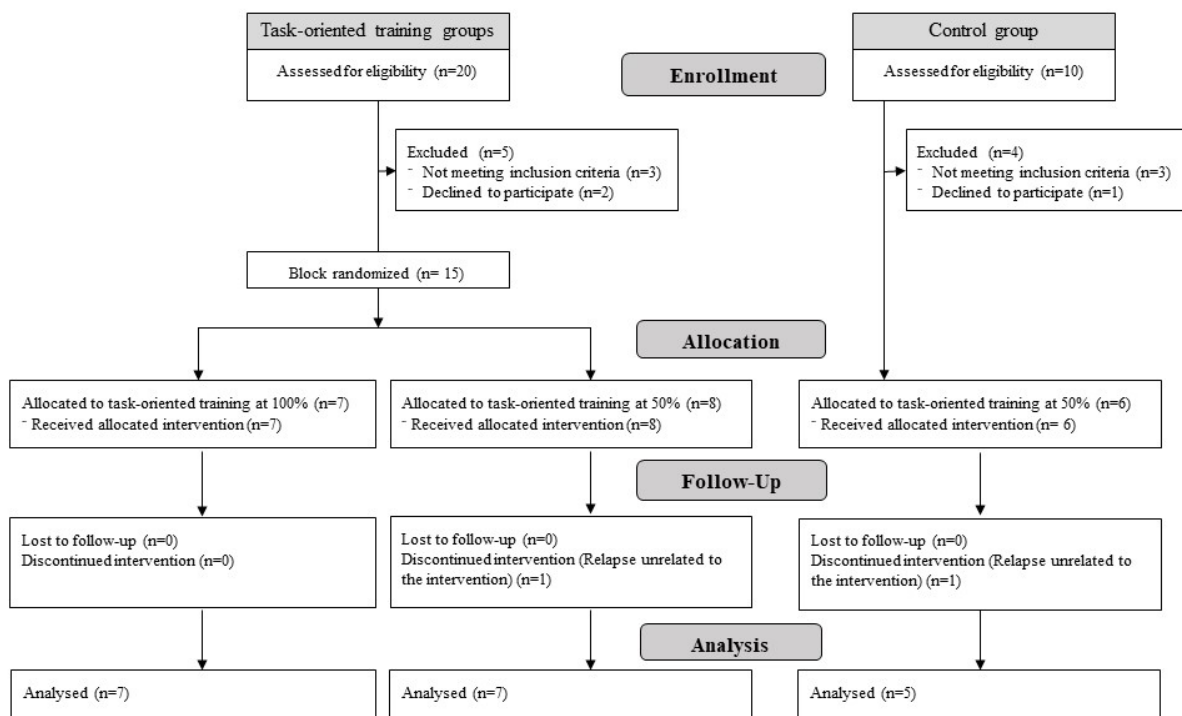 Task-oriented training groups
Assessed for eligibility (n=20)
Control group
Assessed for eligibility (n=10)
Enrollment
Excluded (n=5)
- Not meeting inclusion criteria (n=3)
- Declined to participate (n=2)
Excluded (n=4)
- Not meeting inclusion criteria (n=3)
- Declined to participate (n=1)
Block randomized (n= 15)
Allocation
Allocated to task-oriented training at 100% (n=7)
- Received allocated intervention (n=7)
Allocated to task-oriented training at 50% (n=8)
- Received allocated intervention (n=8)
Allocated to task-oriented training at 50% (n=6)
- Received allocated intervention (n= 6)
Follow-Up
Lost to follow-up (n=0)
Discontinued intervention (n=0)
Lost to follow-up (n=0)
Discontinued intervention (Relapse unrelated to
the intervention) (n=1)
Lost to follow-up (n=0)
Discontinued intervention (Relapse unrelated to
the intervention) (n=1)
Analysis
Analysed (n=7)
Analysed (n=7)
Analysed (n=5)